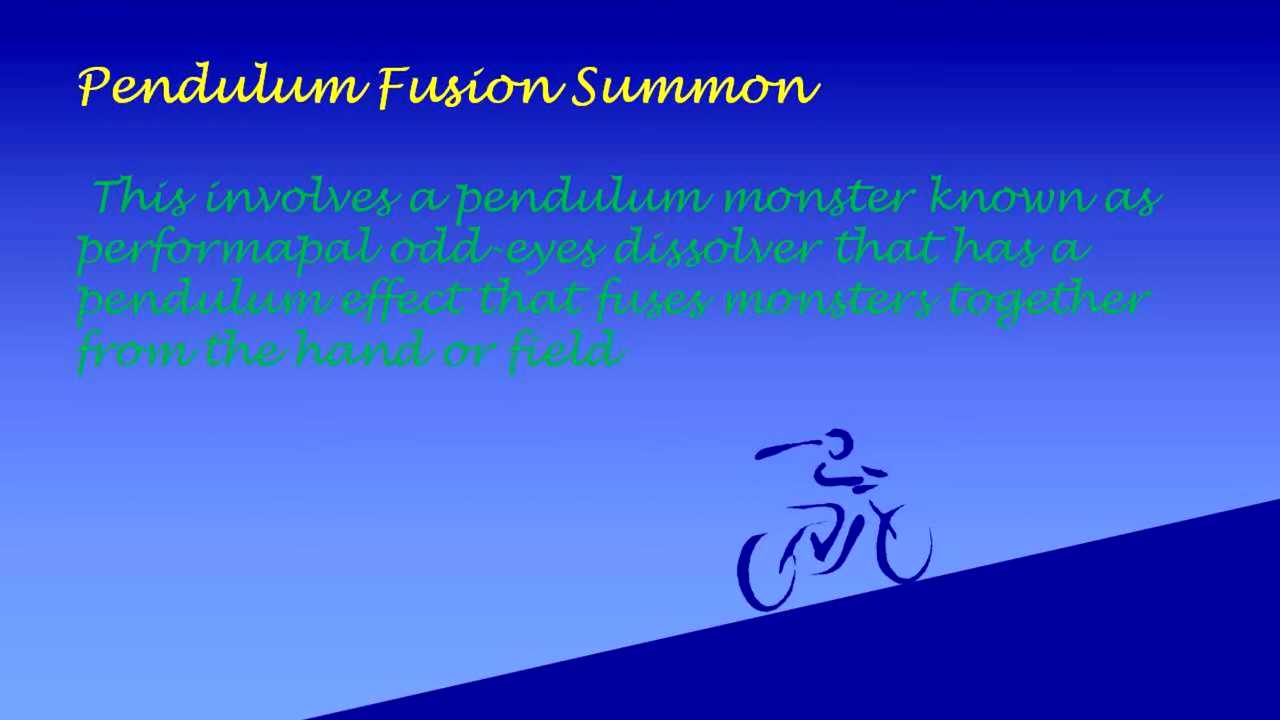 Pendulum Fusion Summon
This involves a pendulum monster known as
performapal odd-eyes dissolver that has a
pendulum effect that fuses monsters together
from the hand or field